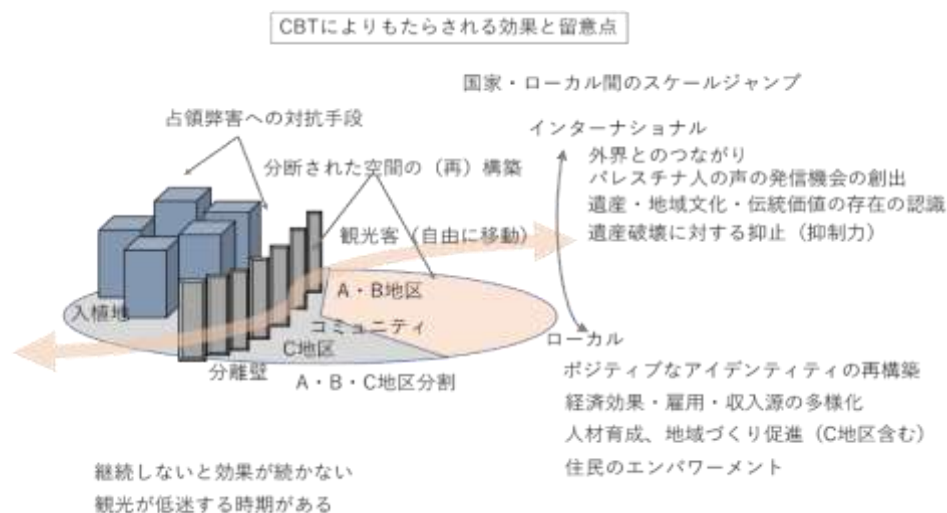 CBTによりもたらされる効果と留意点
国家・ローカル間のスケールジャンプ
占領弊害への対抗手段
インターナショナル
外界とのつながり
分断された空間の（再）構築
パレスチナ人の声の発信機会の創出
遺産・地域文化・伝統価値の存在の認識
観光客（自由に移動）
遺産破壊に対する抑止（抑制力）
A・B地区
入植地
コミュニティ
C地区
ローカル
分離壁
A・B・C地区分割
ポジティブなアイデンティティの再構築
経済効果・雇用・収入源の多様化
人材育成、地域づくり促進（C地区含む）
住民のエンパワーメント
継続しないと効果が続かない
観光が低迷する時期がある